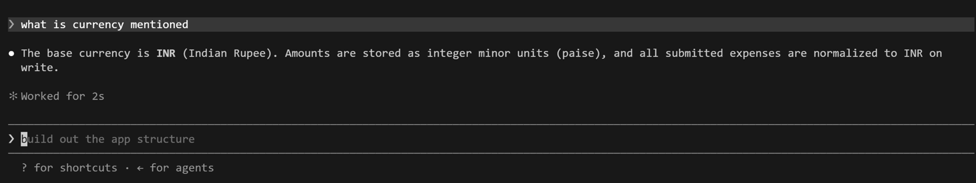 ❯ what is currency mentioned
● The base currency is INR (Indian Rupee). Amounts are stored as integer minor units (paise), and all submitted expenses are normalized to INR on
write.
✻ Worked for 2s
❯ build out the app structure
? for shortcuts · ← for agents